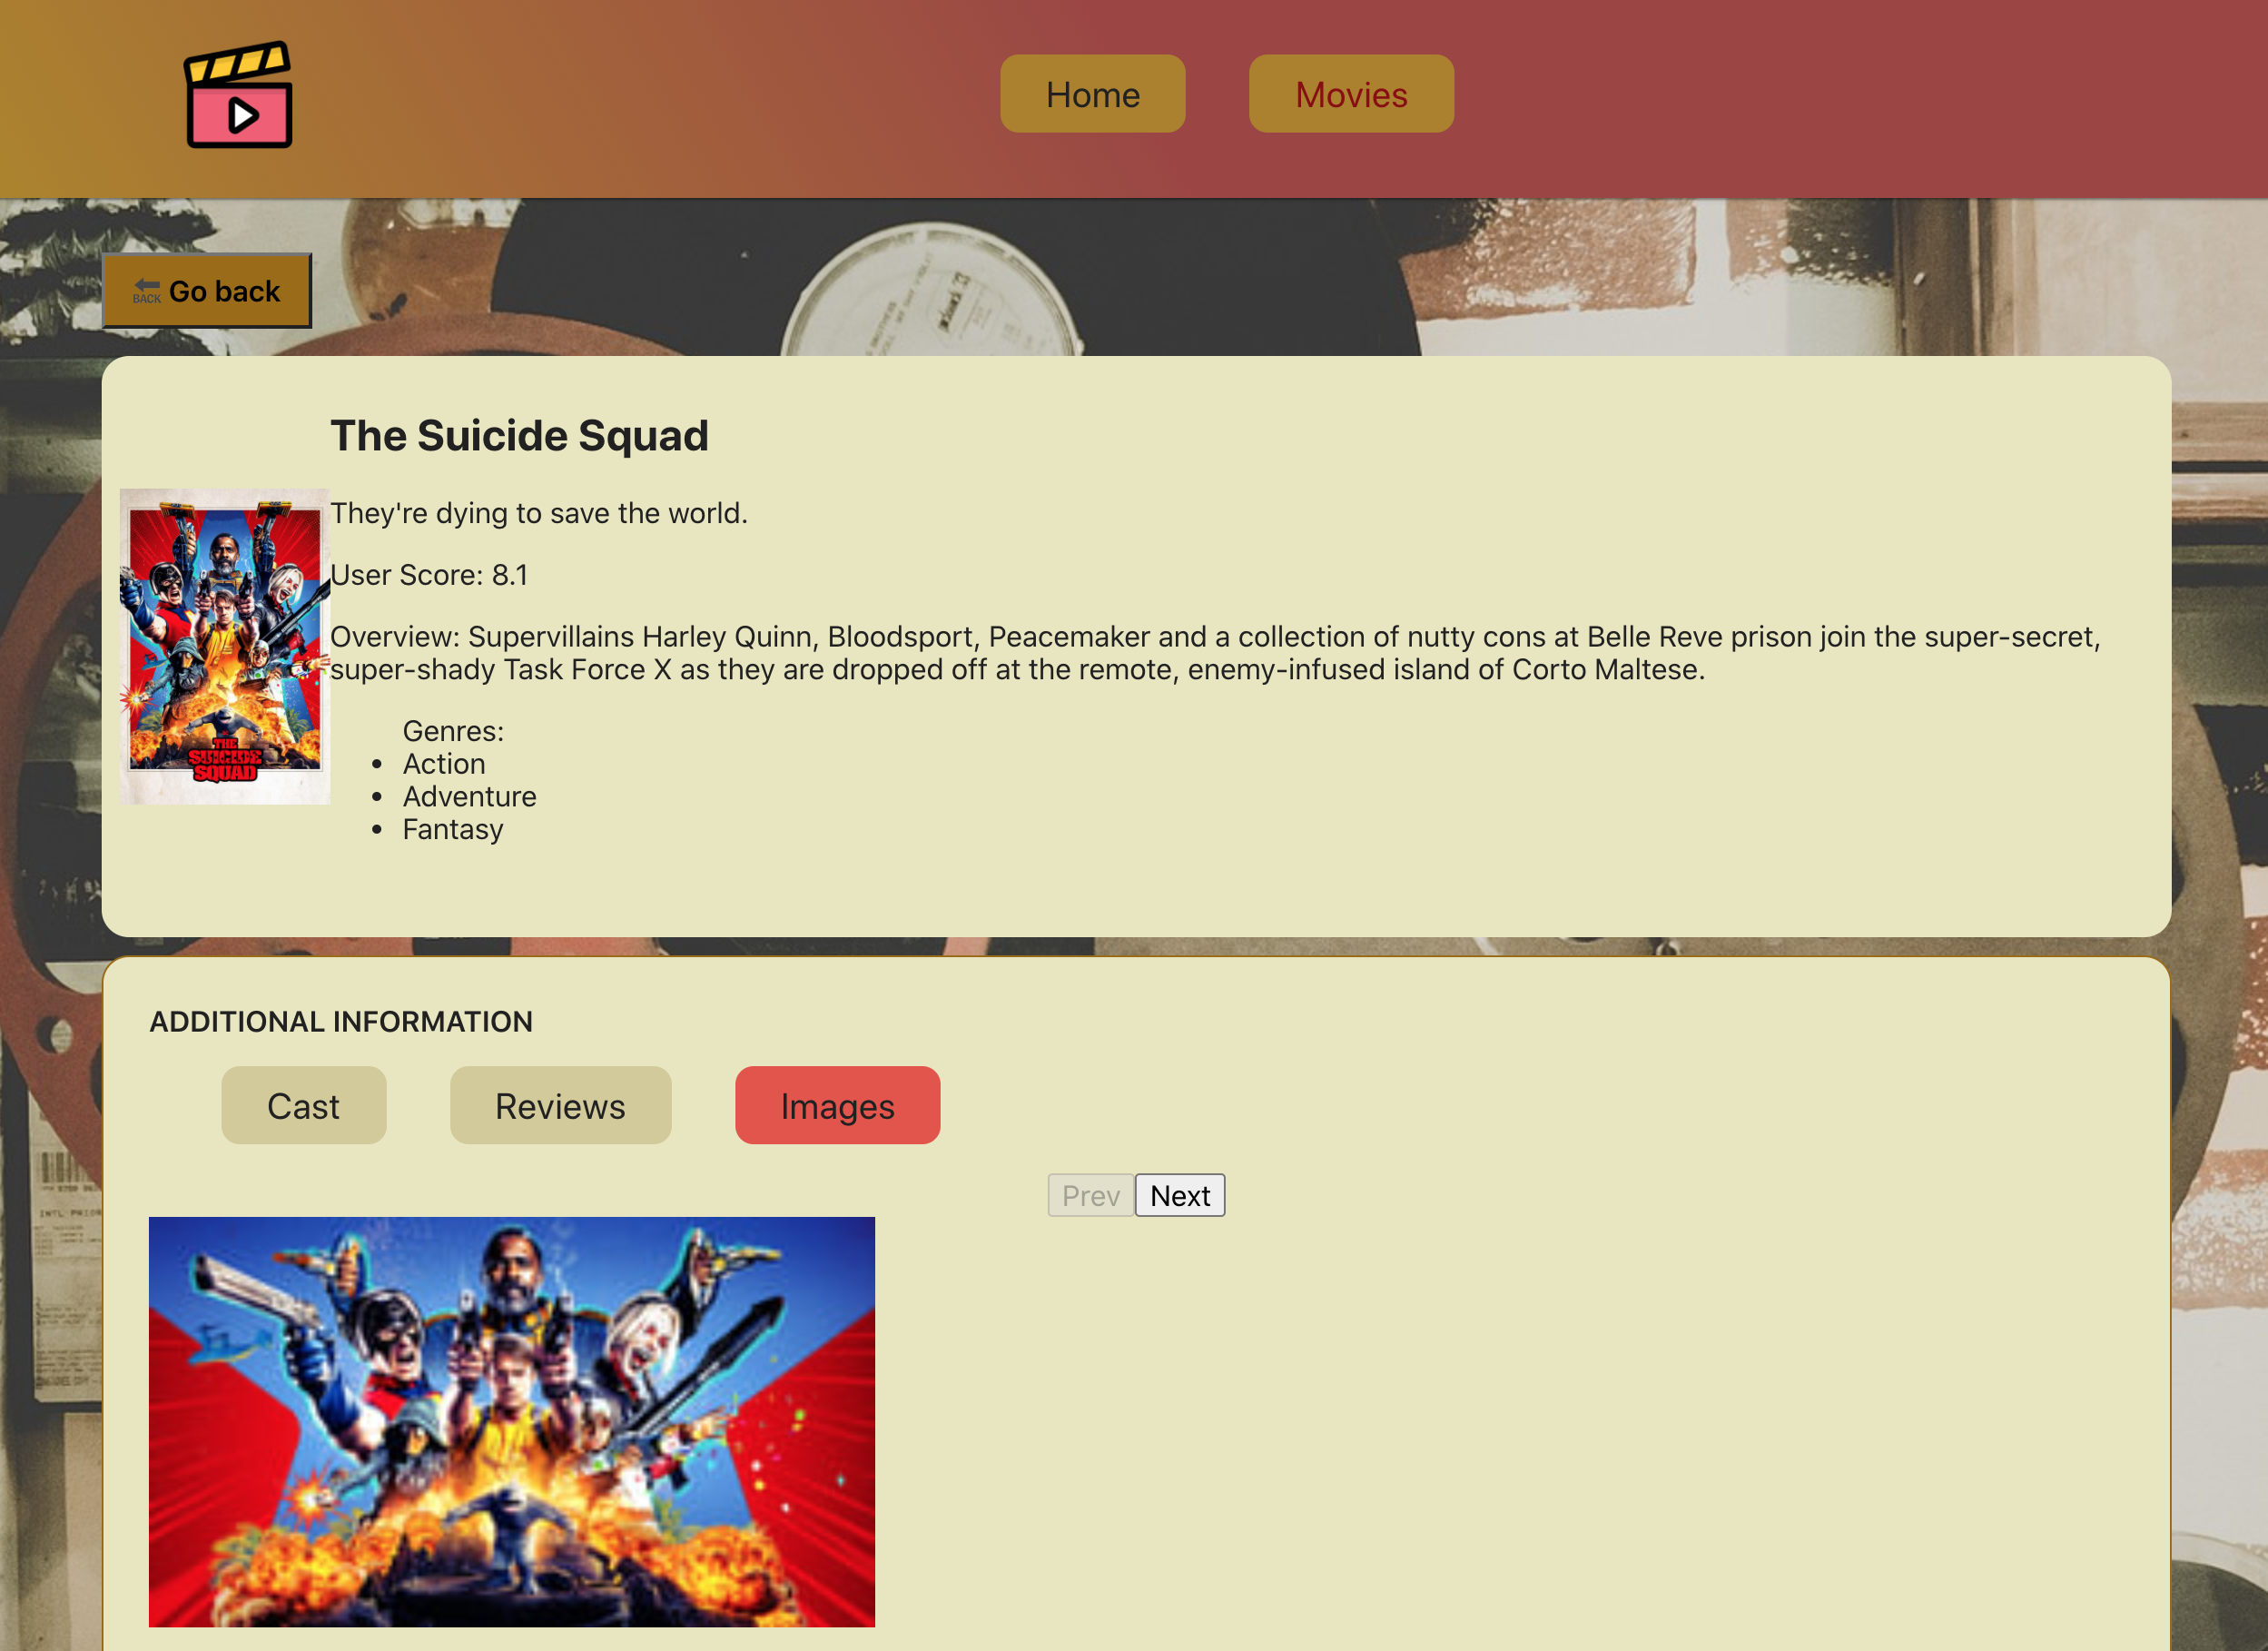 Home
Movies
BACK Go back
The Suicide Squad
They're dying to save the world.
User Score: 8.1
Overview: Supervillains Harley Quinn, Bloodsport, Peacemaker and a collection of nutty cons at Belle Reve prison join the super-secret,
super-shady Task Force X as they are dropped off at the remote, enemy-infused island of Corto Maltese.
THE
SUICIDE
SQUAD
Genres:
Action
Adventure
Fantasy
ADDITIONAL INFORMATION
Cast
Reviews
Images
Prev
Next